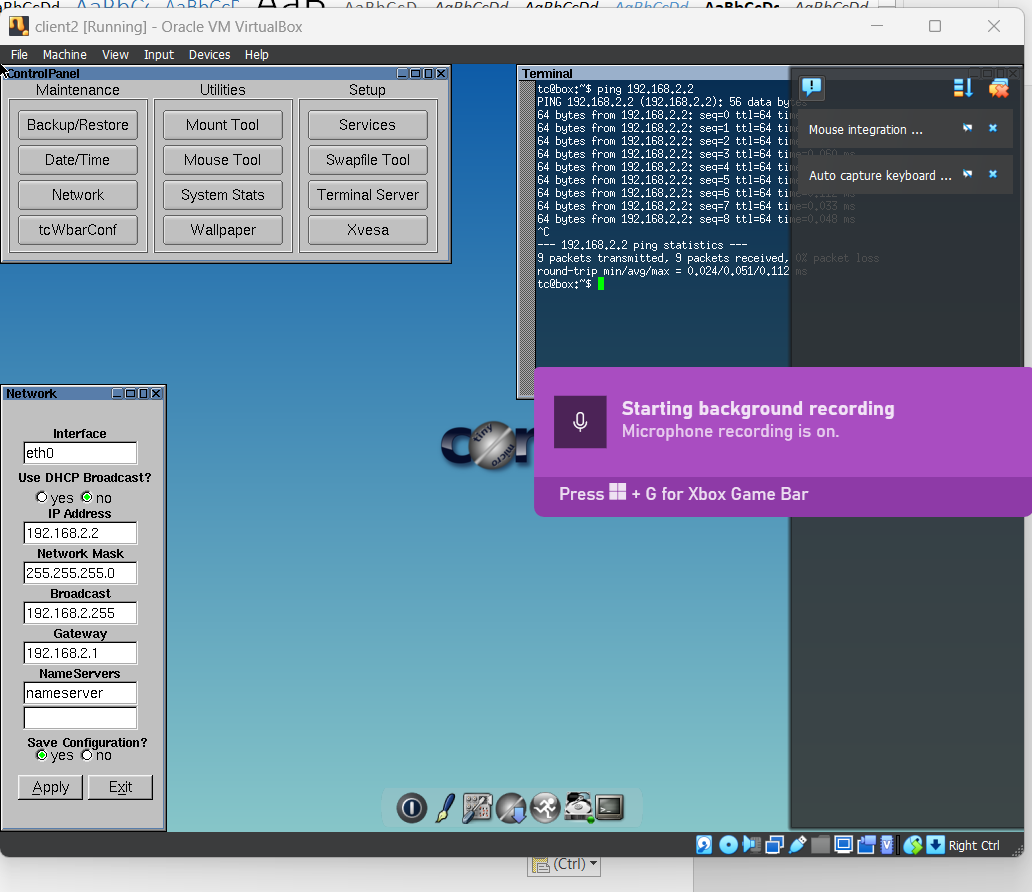 client2 [Running] - Oracle VM VirtualBox
File Machine View Input Devices Help
ControlPanel
Maintenance Utilities Setup
Backup/Restore Mount Tool Services
Date/Time Mouse Tool Swapfile Tool
Network System Stats Terminal Server
tcWbarConf Wallpaper Xvesa
Terminal
tc@box:~$ ping 192.168.2.2
PING 192.168.2.2 (192.168.2.2): 56 data bytes
64 bytes from 192.168.2.2: seq=0 ttl=64
64 bytes from 192.168.2.2: seq=1 ttl=64
64 bytes from 192.168.2.2: seq=2 ttl=64
64 bytes from 192.168.2.2: seq=3 ttl=64
64 bytes from 192.168.2.2: seq=4 ttl=64
64 bytes from 192.168.2.2: seq=5 ttl=64
64 bytes from 192.168.2.2: seq=6 ttl=64
64 bytes from 192.168.2.2: seq=7 ttl=64 time=0.033 ms
64 bytes from 192.168.2.2: seq=8 ttl=64 time=0.048 ms
^C
--- 192.168.2.2 ping statistics ---
9 packets transmitted, 9 packets received, 0% packet loss
round-trip min/avg/max = 0.024/0.051/0.112 ms
tc@box:~$
Mouse integration ...
Auto capture keyboard ...
Starting background recording
Microphone recording is on.
Press + G for Xbox Game Bar
Network
Interface
eth0
Use DHCP Broadcast?
yes no
IP Address
192.168.2.2
Network Mask
255.255.255.0
Broadcast
192.168.2.255
Gateway
192.168.2.1
NameServers
nameserver
Save Configuration?
yes no
Apply Exit
tiny
micro
Right Ctrl
(Ctrl)